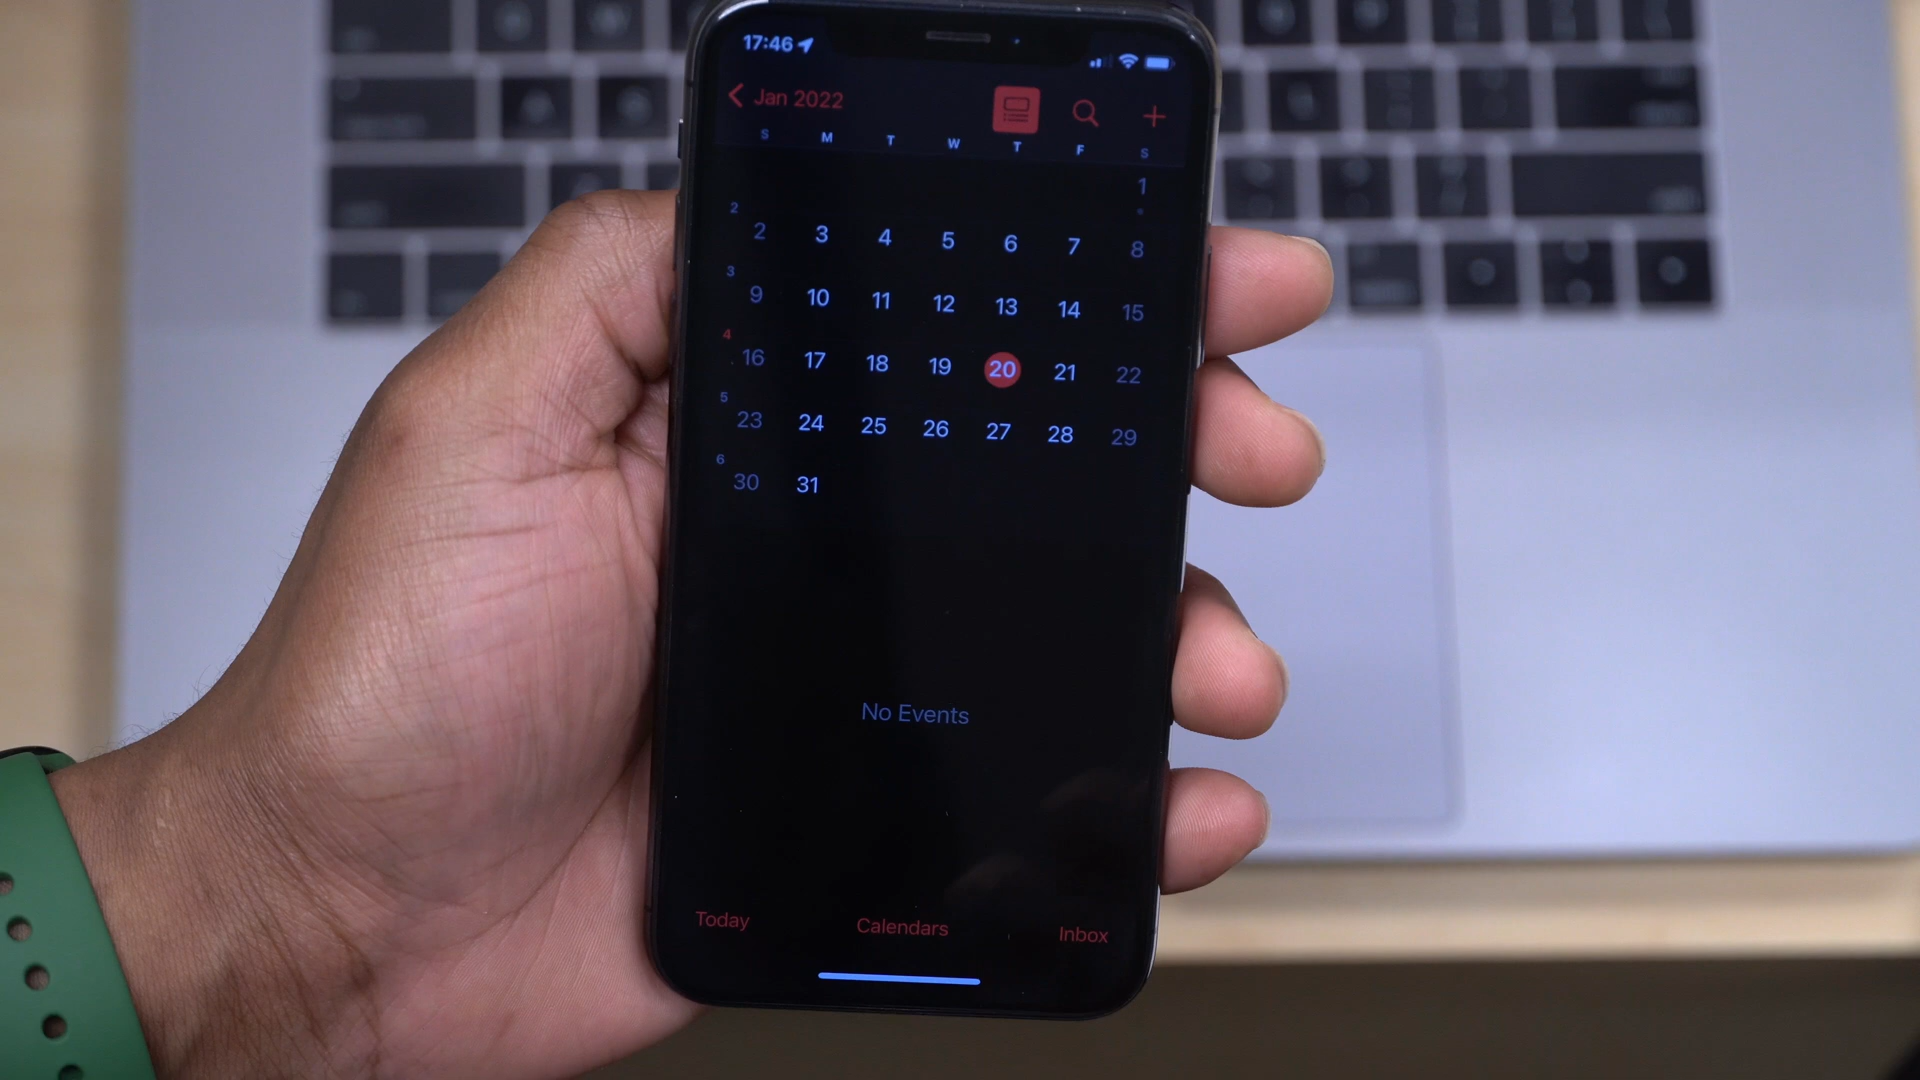 17:46
Jan 2022
S M T W T F S
1
2
2 3 4 5 6 7 8
3
9 10 11 12 13 14 15
4
16 17 18 19 20 21 22
5
23 24 25 26 27 28 29
6
30 31
No Events
Today Calendars Inbox